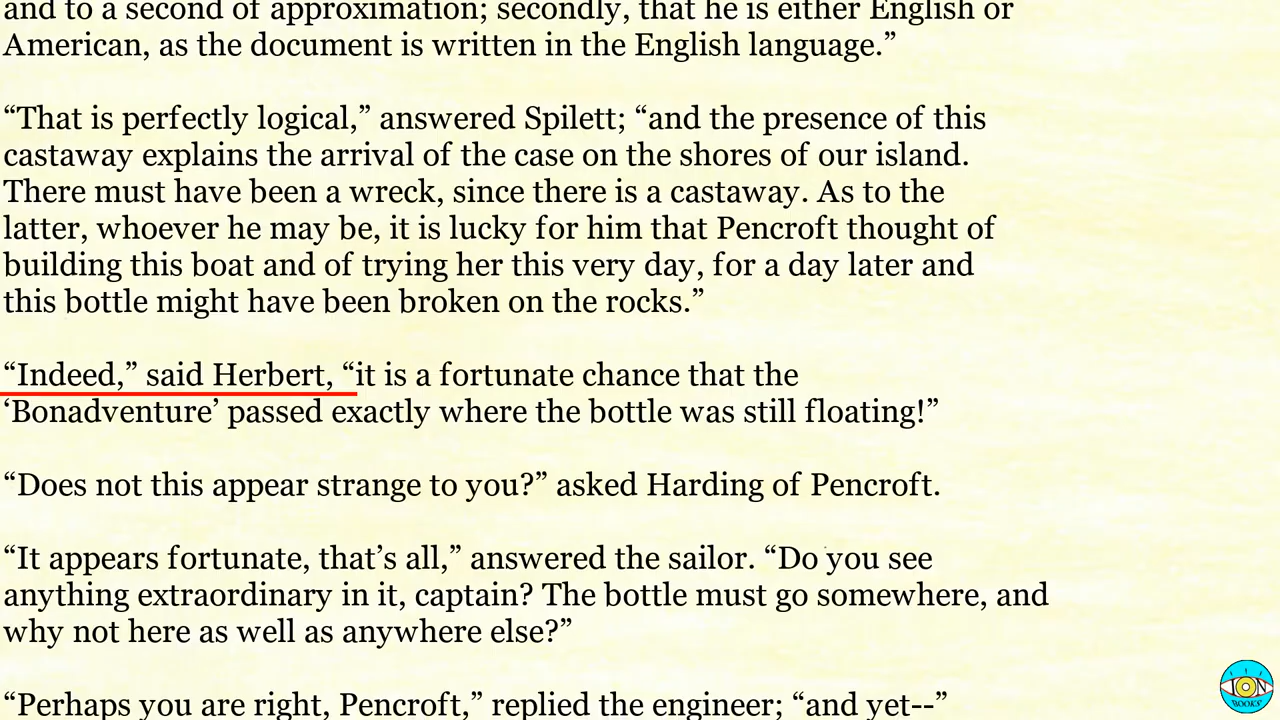 and to a second of approximation; secondly, that he is either English or
American, as the document is written in the English language.”
“That is perfectly logical,” answered Spilett; “and the presence of this
castaway explains the arrival of the case on the shores of our island.
There must have been a wreck, since there is a castaway. As to the
latter, whoever he may be, it is lucky for him that Pencroft thought of
building this boat and of trying her this very day, for a day later and
this bottle might have been broken on the rocks.”
“Indeed,” said Herbert, “it is a fortunate chance that the
‘Bonadventure’ passed exactly where the bottle was still floating!”
“Does not this appear strange to you?” asked Harding of Pencroft.
“It appears fortunate, that’s all,” answered the sailor. “Do you see
anything extraordinary in it, captain? The bottle must go somewhere, and
why not here as well as anywhere else?”
“Perhaps you are right, Pencroft,” replied the engineer; “and yet--”
ION
BOOKS